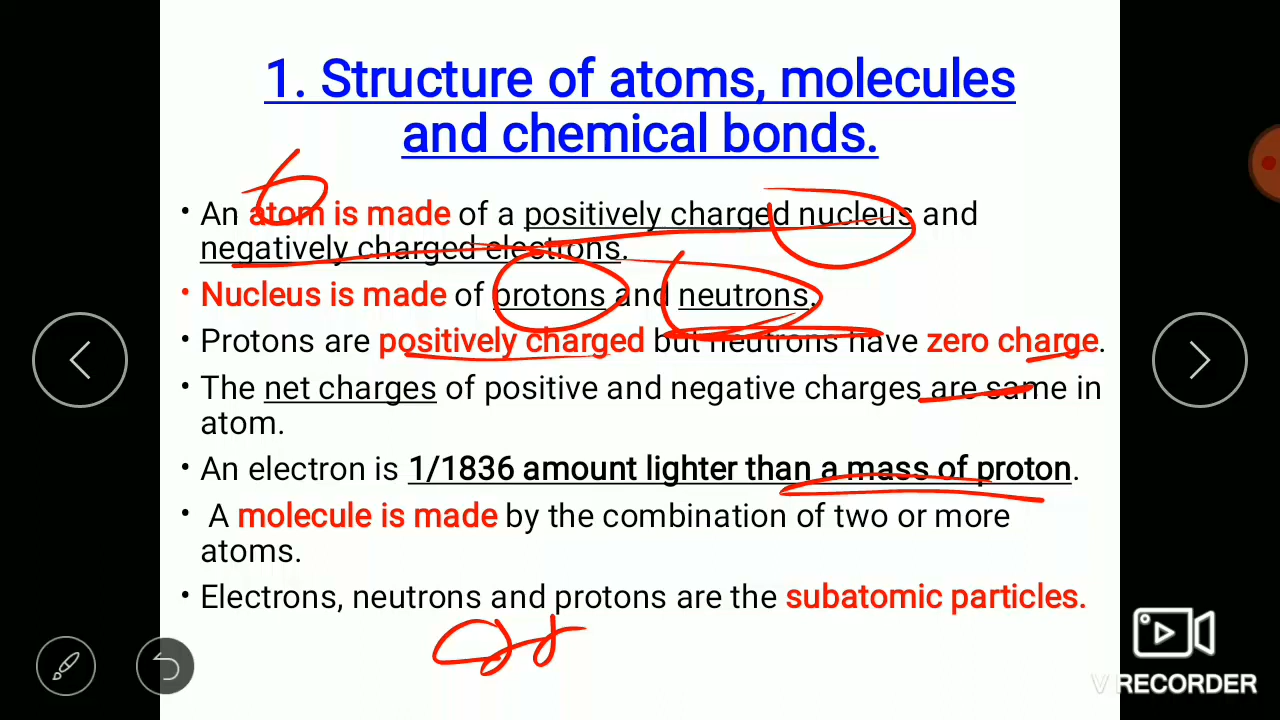 1. Structure of atoms, molecules
and chemical bonds.
• An atom is made of a positively charged nucleus and
negatively charged electrons.
• Nucleus is made of protons and neutrons.
• Protons are positively charged but neutrons have zero charge.
• The net charges of positive and negative charges are same in
atom.
• An electron is 1/1836 amount lighter than a mass of proton.
• A molecule is made by the combination of two or more
atoms.
• Electrons, neutrons and protons are the subatomic particles.
V RECORDER